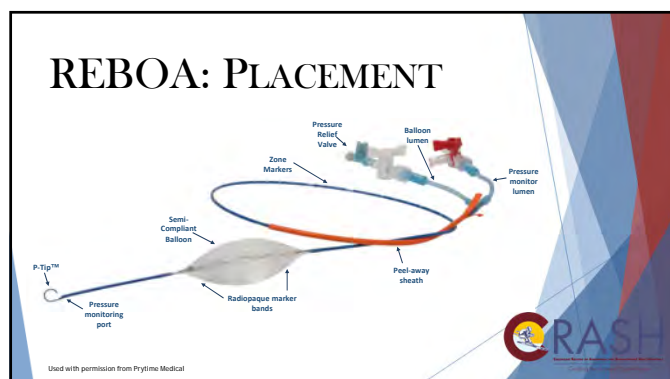 REBOA: PLACEMENT
Pressure
Relief
Valve
Balloon
lumen
Zone
Markers
Pressure
monitor
lumen
Semi-
Compliant
Balloon
P-Tip™
Peel-away
sheath
Pressure
monitoring
port
Radiopaque marker
bands
CRASH
Used with permission from Prytime Medical